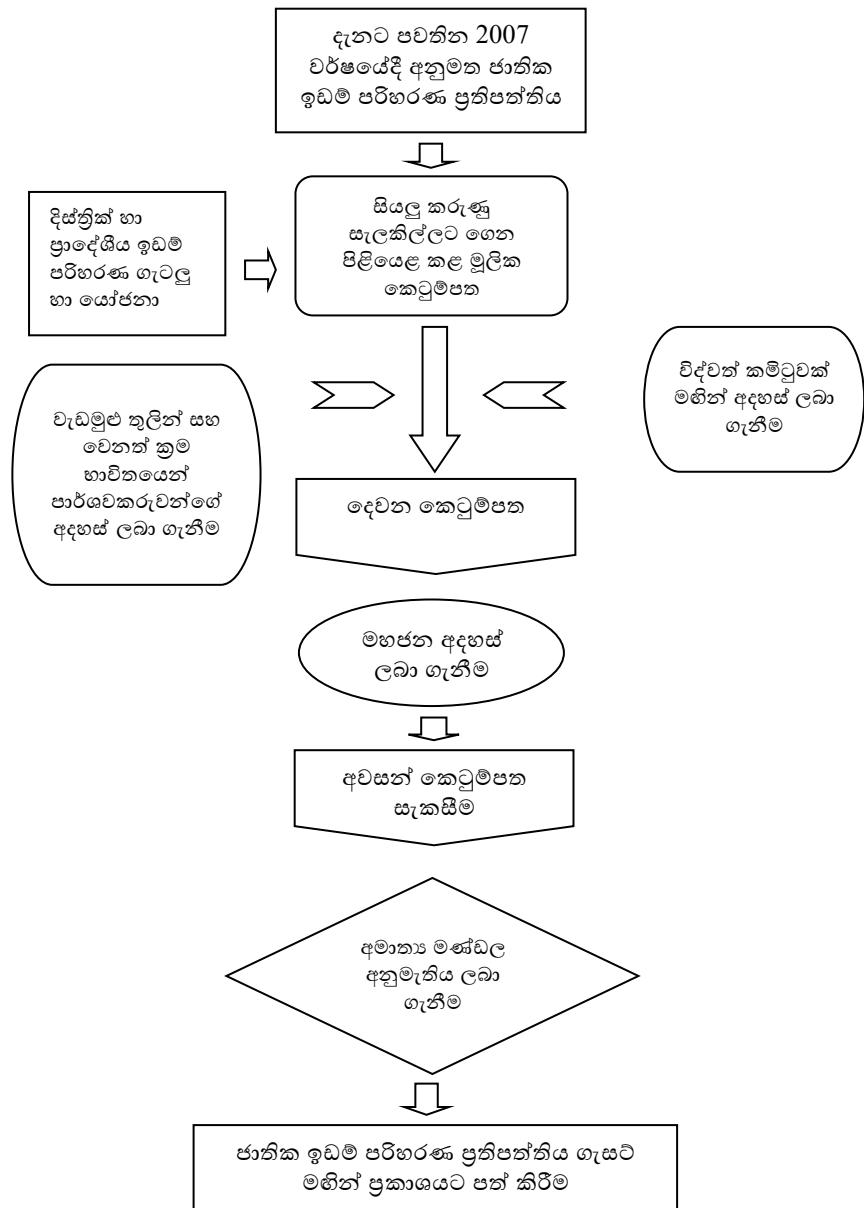 දැනට පවතින 2007
වර්ෂයේදී අනුමත ජාතික
ඉඩම් පරිහරණ ප්‍රතිපත්තිය
දිස්ත්‍රික් හා
ප්‍රාදේශීය ඉඩම්
පරිහරණ ගැටලු
හා යෝජනා
සියලු කරුණු
සැලකිල්ලට ගෙන
පිළියෙළ කළ මූලික
කෙටුම්පත
වැඩමුළු තුලින් සහ
වෙනත් ක්‍රම
භාවිතයෙන්
පාර්ශවකරුවන්ගේ
අදහස් ලබා ගැනීම
විද්වත් කමිටුවක්
මඟින් අදහස් ලබා
ගැනීම
දෙවන කෙටුම්පත
මහජන අදහස්
ලබා ගැනීම
අවසන් කෙටුම්පත
සැකසීම
අමාත්‍ය මණ්ඩල
අනුමැතිය ලබා
ගැනීම
ජාතික ඉඩම් පරිහරණ ප්‍රතිපත්තිය ගැසට්
මඟින් ප්‍රකාශයට පත් කිරීම